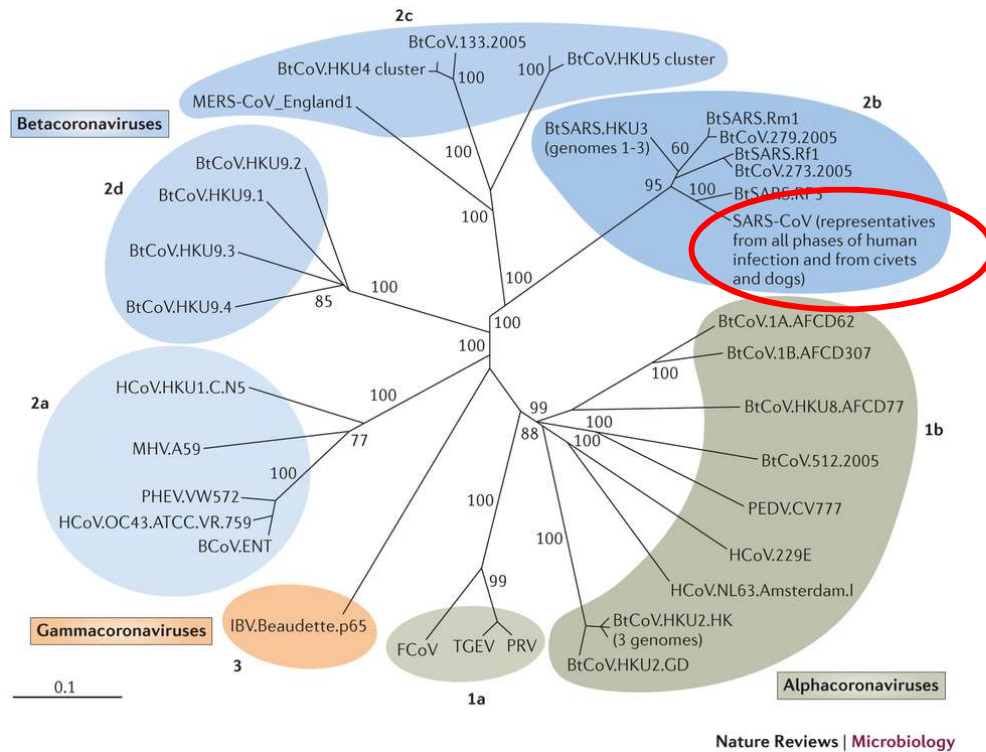 2c
BtCoV.133.2005
BtCoV.HKU4 cluster
100
100
BtCoV.HKU5 cluster
MERS-CoV_England1
Betacoronaviruses
2b
BtSARS.Rm1
BtSARS.HKU3
(genomes 1-3)
60
BtCoV.279.2005
BtSARS.Rf1
BtCoV.273.2005
95
100
BtSARS.RP3
SARS-CoV (representatives
from all phases of human
infection and from civets
and dogs)
100
100
100
2d
BtCoV.HKU9.2
BtCoV.HKU9.1
BtCoV.HKU9.3
BtCoV.HKU9.4
85
100
100
100
2a
HCoV.HKU1.C.N5
100
77
MHV.A59
100
PHEV.VW572
HCoV.OC43.ATCC.VR.759
BCoV.ENT
BtCoV.1A.AFCD62
BtCoV.1B.AFCD307
100
99
88
BtCoV.HKU8.AFCD77
1b
100
100
BtCoV.512.2005
PEDV.CV777
HCoV.229E
HCoV.NL63.Amsterdam.I
100
100
BtCoV.HKU2.HK
(3 genomes)
BtCoV.HKU2.GD
99
FCoV
TGEV
PRV
1a
IBV.Beaudette.p65
Gammacoronaviruses
3
0.1
Alphacoronaviruses
Nature Reviews | Microbiology